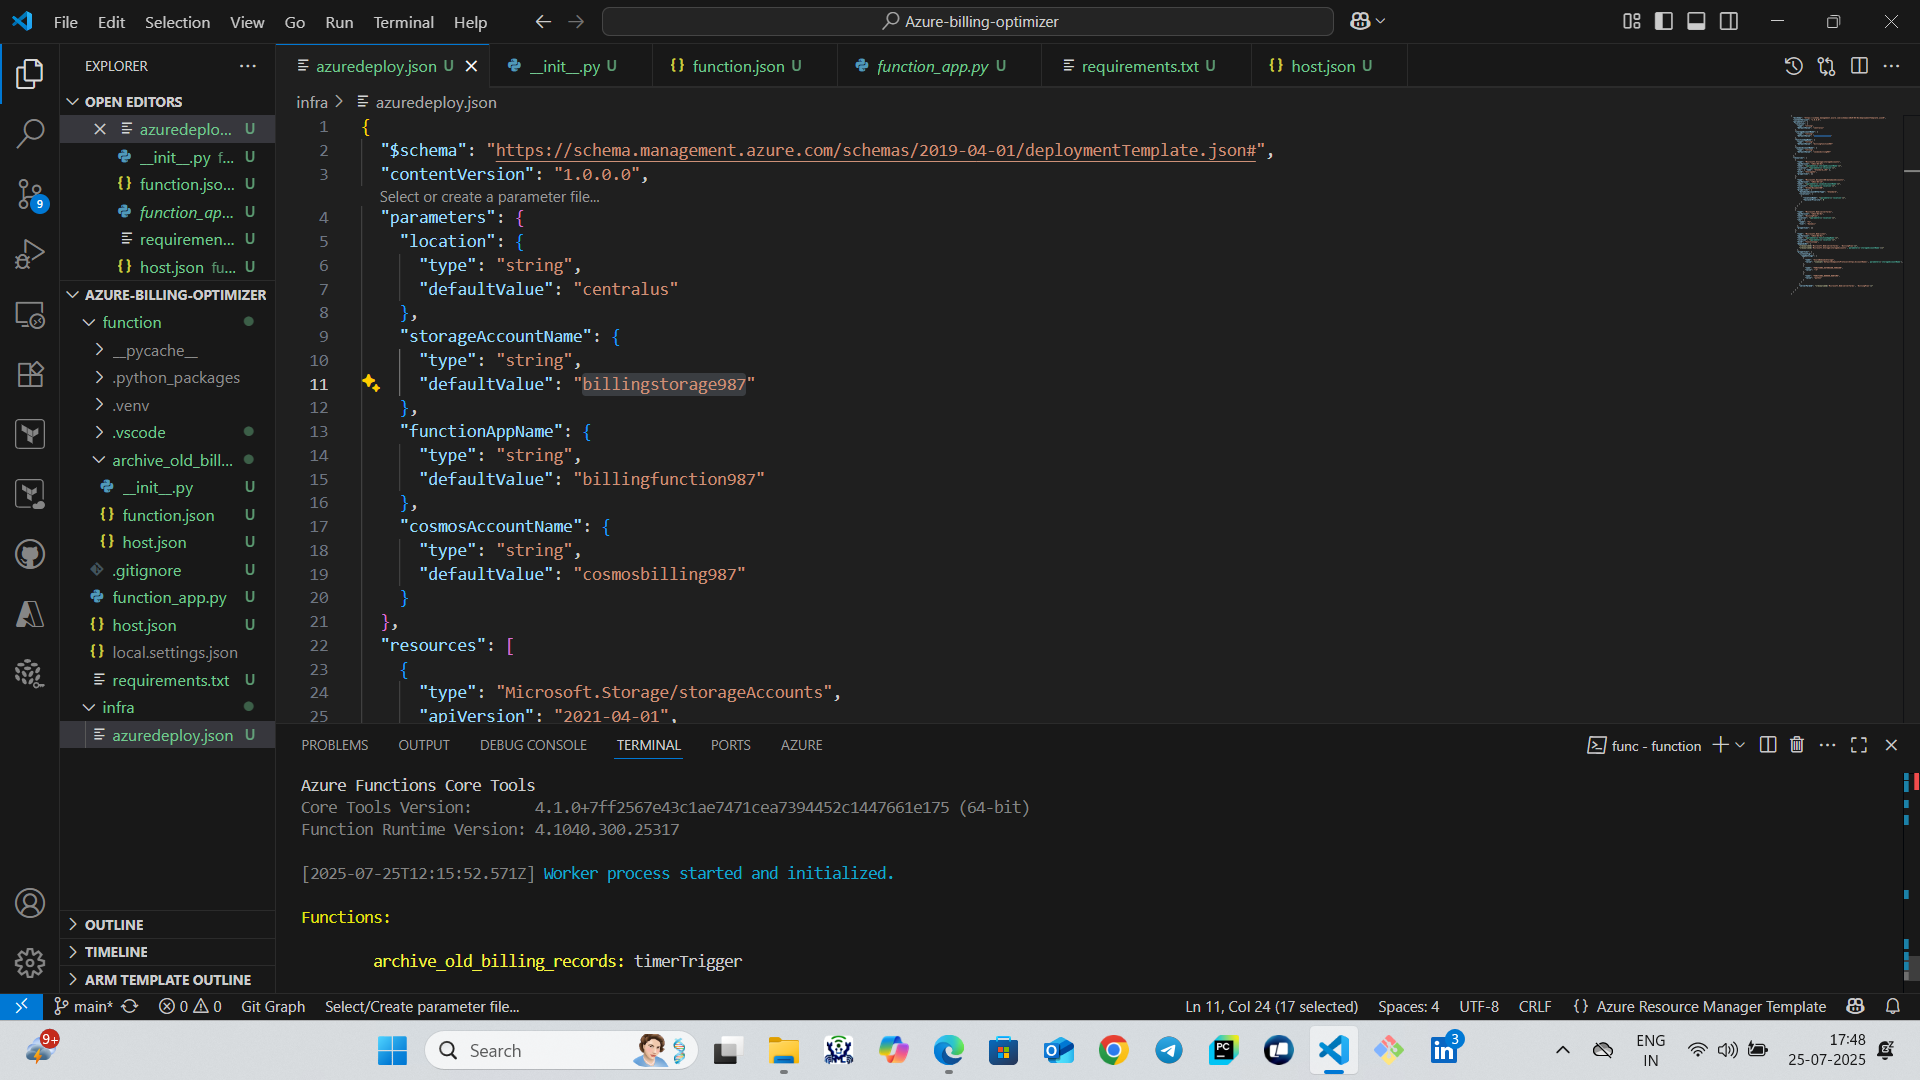 File Edit Selection View Go Run Terminal Help
Azure-billing-optimizer
EXPLORER
OPEN EDITORS
azuredeplo... U
__init__.py f... U
function.jso... U
function_ap... U
requiremen... U
host.json fu... U
AZURE-BILLING-OPTIMIZER
function
__pycache__
.python_packages
.venv
.vscode
archive_old_bill...
__init__.py U
function.json U
host.json U
.gitignore U
function_app.py U
host.json U
local.settings.json
requirements.txt U
infra
azuredeploy.json U
OUTLINE
TIMELINE
ARM TEMPLATE OUTLINE
9
azuredeploy.json U
__init__.py U
function.json U
function_app.py U
requirements.txt U
host.json U
infra > azuredeploy.json
1 {
2 "$schema": "https://schema.management.azure.com/schemas/2019-04-01/deploymentTemplate.json#",
3 "contentVersion": "1.0.0.0",
Select or create a parameter file...
4 "parameters": {
5 "location": {
6 "type": "string",
7 "defaultValue": "centralus"
8 },
9 "storageAccountName": {
10 "type": "string",
11 "defaultValue": "billingstorage987"
12 },
13 "functionAppName": {
14 "type": "string",
15 "defaultValue": "billingfunction987"
16 },
17 "cosmosAccountName": {
18 "type": "string",
19 "defaultValue": "cosmosbilling987"
20 }
21 },
22 "resources": [
23 {
24 "type": "Microsoft.Storage/storageAccounts",
25 "apiVersion": "2021-04-01",
PROBLEMS OUTPUT DEBUG CONSOLE TERMINAL PORTS AZURE
func - function
Azure Functions Core Tools
Core Tools Version: 4.1.0+7ff2567e43c1ae7471cea7394452c1447661e175 (64-bit)
Function Runtime Version: 4.1040.300.25317
[2025-07-25T12:15:52.571Z] Worker process started and initialized.
Functions:
archive_old_billing_records: timerTrigger
main* 0 0 Git Graph Select/Create parameter file...
Ln 11, Col 24 (17 selected) Spaces: 4 UTF-8 CRLF {} Azure Resource Manager Template
9+
Search
PC
3
ENG
IN
17:48
25-07-2025